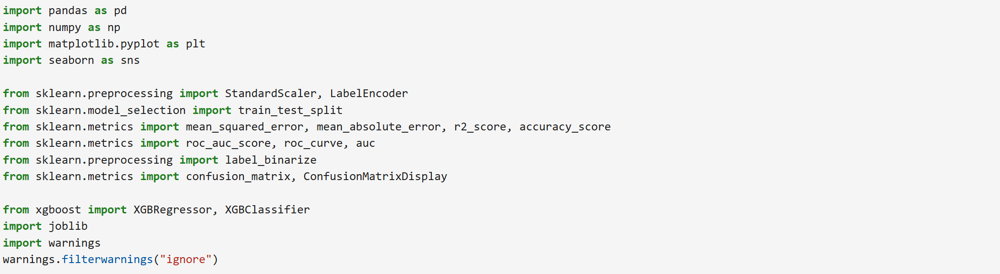 import pandas as pd
import numpy as np
import matplotlib.pyplot as plt
import seaborn as sns
from sklearn.preprocessing import StandardScaler, LabelEncoder
from sklearn.model_selection import train_test_split
from sklearn.metrics import mean_squared_error, mean_absolute_error, r2_score, accuracy_score
from sklearn.metrics import roc_auc_score, roc_curve, auc
from sklearn.preprocessing import label_binarize
from sklearn.metrics import confusion_matrix, ConfusionMatrixDisplay
from xgboost import XGBRegressor, XGBClassifier
import joblib
import warnings
warnings.filterwarnings("ignore")